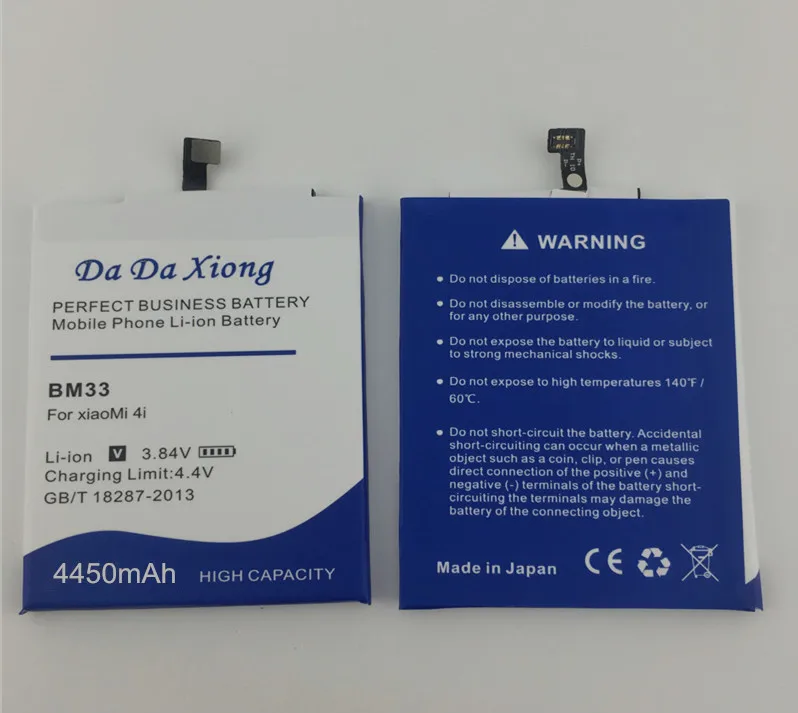 Da Da Xiong
PERFECT BUSINESS BATTERY
Mobile Phone Li-ion Battery
BM33
For xiaoMi 4i
Li-ion V 3.84V
Charging Limit:4.4V
GB/T 18287-2013
4450mAh HIGH CAPACITY
P+
P-
TH ID
WARNING
• Do not dispose of batteries in a fire.
• Do not disassemble or modify the battery, or
for any other purpose.
• Do not expose the battery to liquid or subject
to strong mechanical shocks.
• Do not expose to high temperatures 140℉/
60℃.
• Do not short-circuit the battery. Accidental
short-circuiting can occur when a metallic
object such as a coin, clip, or pen causes
direct connection of the positive (+) and
negative (-) terminals of the battery short-
circuiting the terminals may damage the
battery of the connecting object.
Made in Japan CE